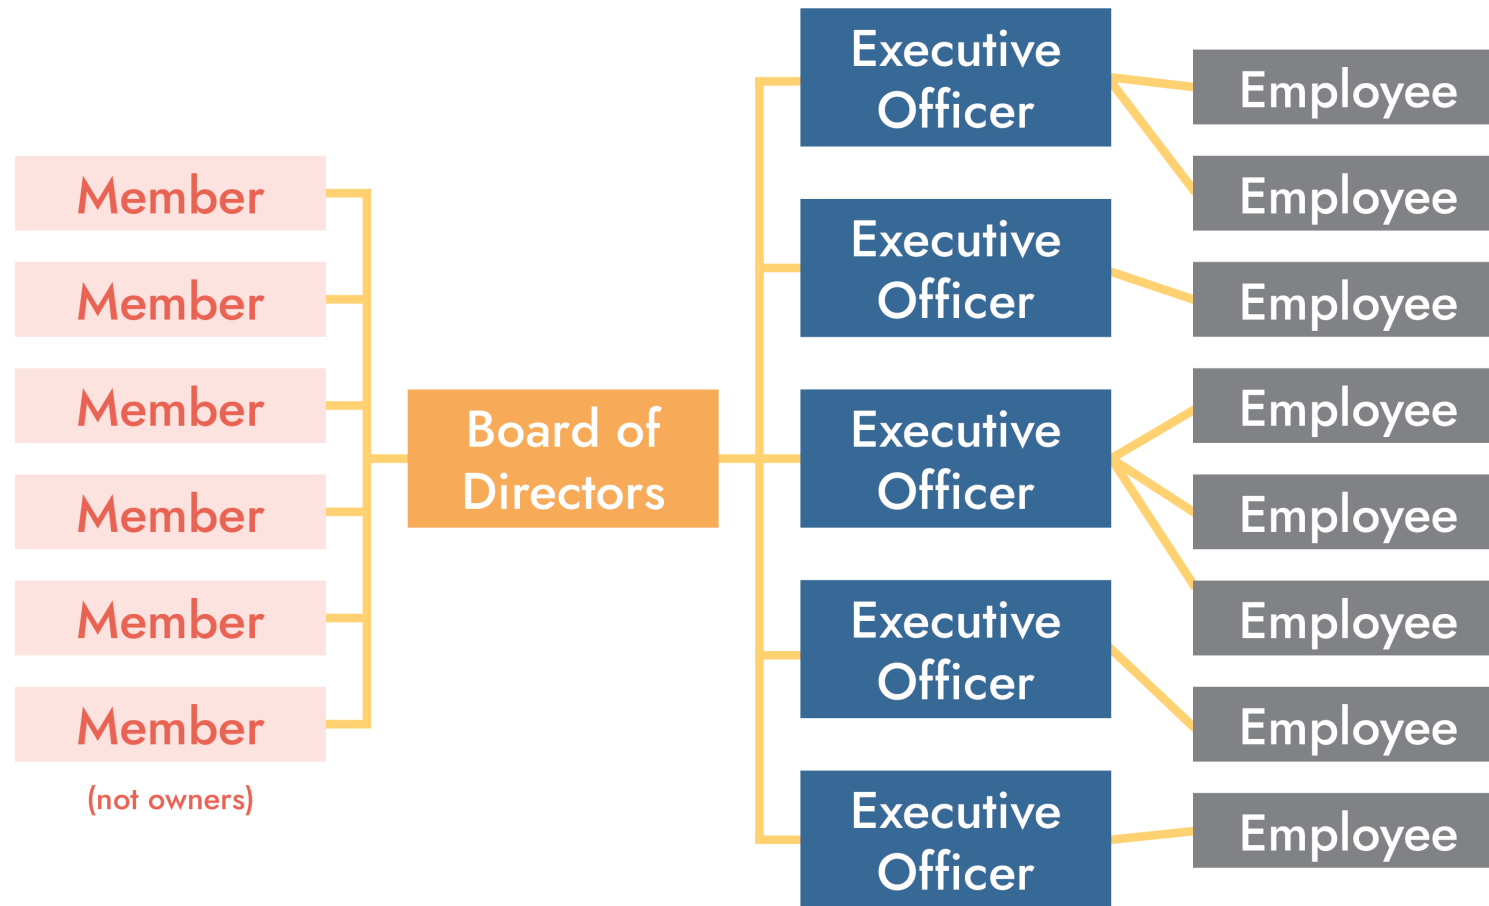 Member
Member
Member
Member
Member
Member
(not owners)
Board of
Directors
Executive
Officer
Executive
Officer
Executive
Officer
Executive
Officer
Executive
Officer
Employee
Employee
Employee
Employee
Employee
Employee
Employee
Employee